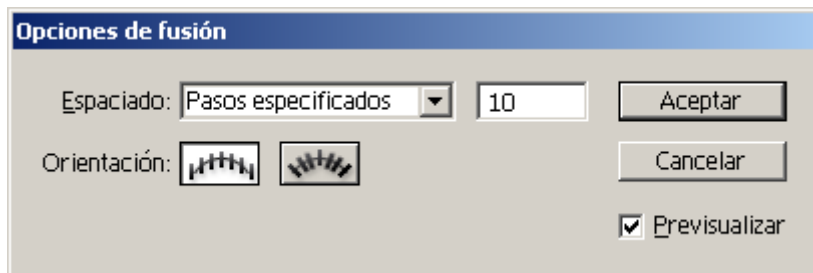 Opciones de fusión
Espaciado: Pasos especificados 10 Aceptar
Orientación: Cancelar
Previsualizar